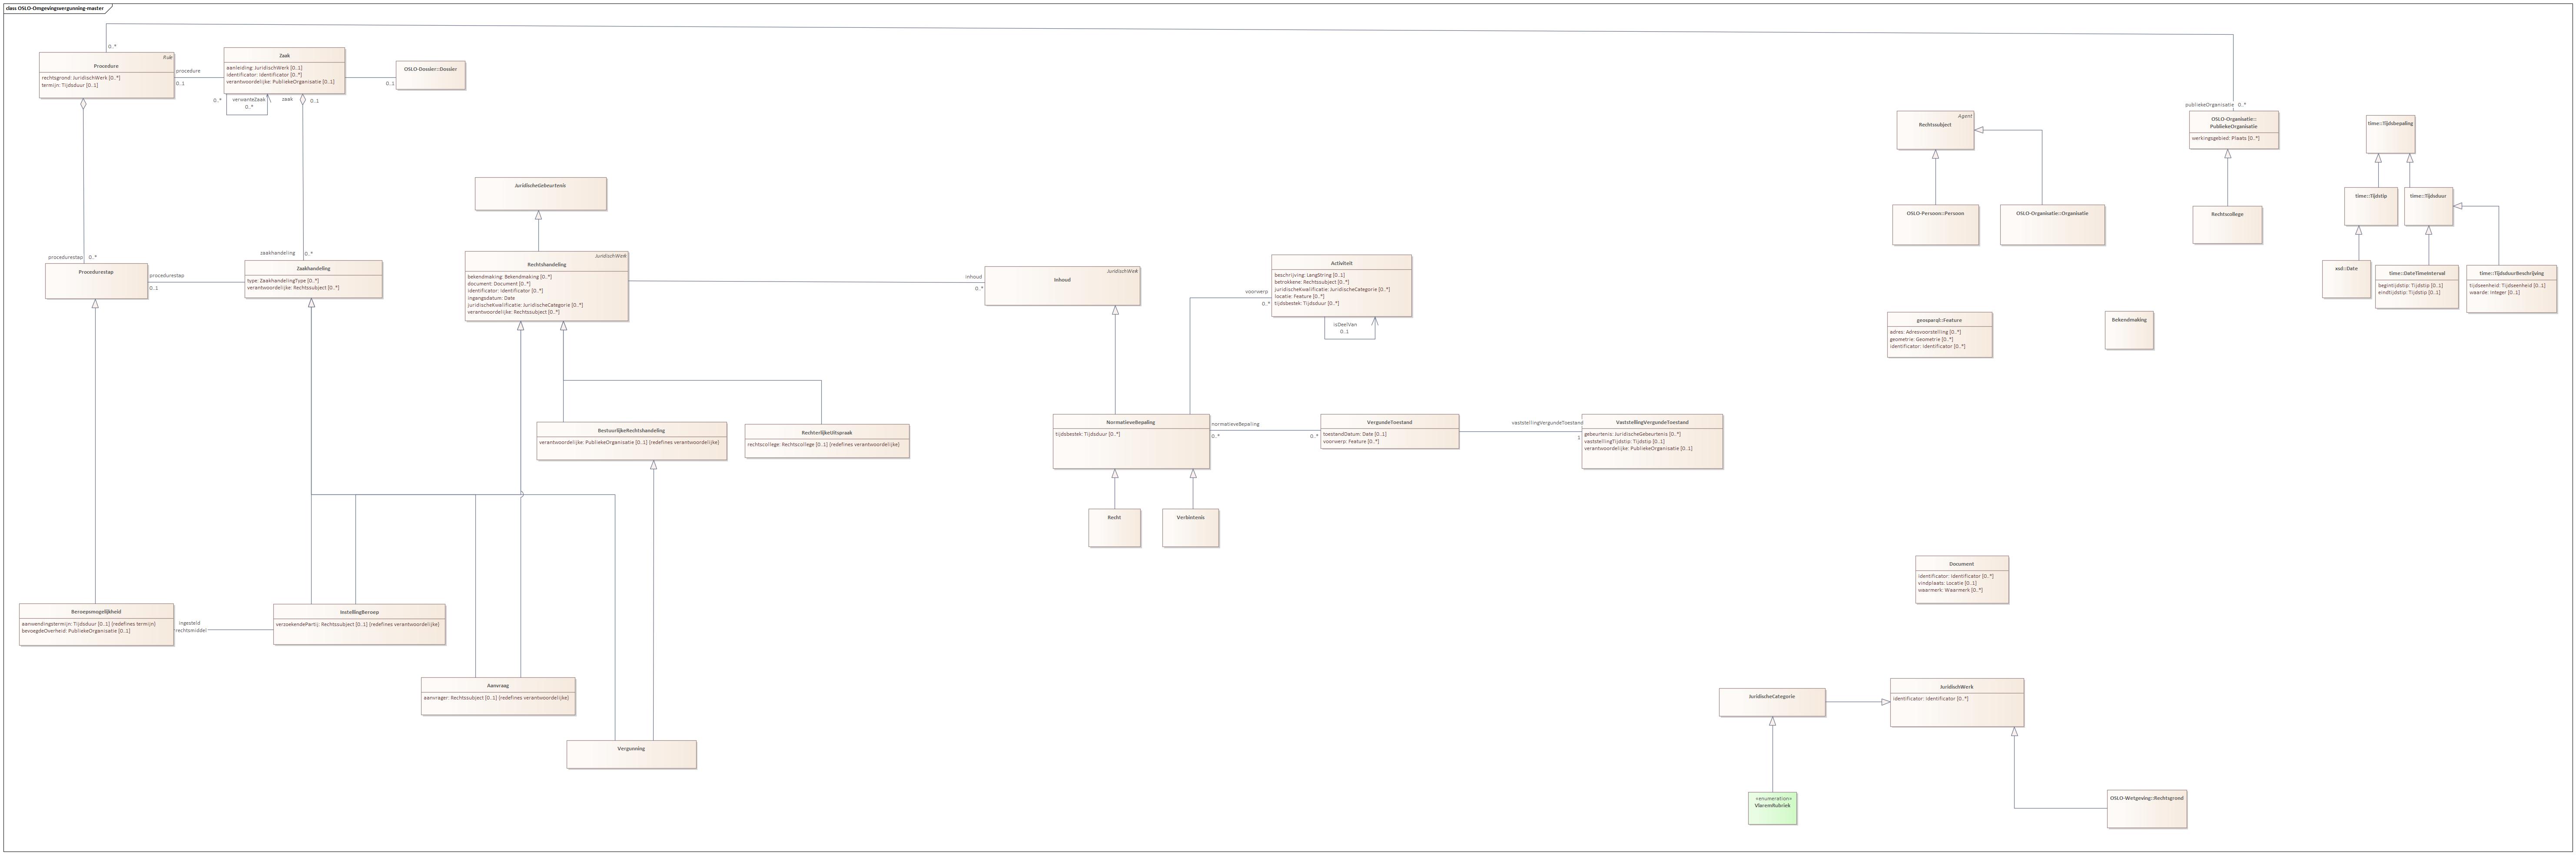 class OSLO-Omgevingsvergunning-master
0..*
Procedure
rechtsgrond: JuridischWerk [0..*]
termijn: Tijdsduur [0..1]
procedure
0..1
Zaak
aanleiding: JuridischWerk [0..1]
identificator: Identificator [0..*]
verantwoordelijke: PubliekeOrganisatie [0..1]
0..*
verwanteZaak
0..*
zaak
0..1
0..1
OSLO-Dossier::Dossier
publiekeOrganisatie 0..*
OSLO-Organisatie::
PubliekeOrganisatie
werkingsgebied: Plaats [0..*]
Agent
Rechtssubject
time::Tijdsbepaling
JuridischeGebeurtenis
OSLO-Persoon::Persoon
OSLO-Organisatie::Organisatie
Rechtscollege
time::Tijdstip
time::Tijdsduur
procedurestap 0..*
Procedurestap
procedurestap
0..1
zaakhandeling 0..*
Zaakhandeling
type: ZaakhandelingType [0..*]
verantwoordelijke: Rechtssubject [0..*]
JuridischWerk
Rechtshandeling
bekendmaking: Bekendmaking [0..*]
document: Document [0..*]
identificator: Identificator [0..*]
ingangsdatum: Date
juridischeKwalificatie: JuridischeCategorie [0..*]
verantwoordelijke: Rechtssubject [0..*]
inhoud
0..*
JuridischWerk
Inhoud
Activiteit
beschrijving: LangString [0..1]
betrokkene: Rechtssubject [0..*]
juridischeKwalificatie: JuridischeCategorie [0..*]
locatie: Feature [0..*]
tijdsbestek: Tijdsduur [0..*]
voorwerp
0..*
isDeelVan
0..1
xsd::Date
time::DateTimeInterval
begintijdstip: Tijdstip [0..1]
eindtijdstip: Tijdstip [0..1]
time::TijdsduurBeschrijving
tijdseenheid: Tijdseenheid [0..1]
waarde: Integer [0..1]
geosparql::Feature
adres: Adresvoorstelling [0..*]
geometrie: Geometrie [0..*]
identificator: Identificator [0..*]
Bekendmaking
BestuurlijkeRechtshandeling
verantwoordelijke: PubliekeOrganisatie [0..1] {redefines verantwoordelijke}
RechterlijkeUitspraak
rechtscollege: Rechtscollege [0..1] {redefines verantwoordelijke}
NormatieveBepaling
tijdsbestek: Tijdsduur [0..*]
normatieveBepaling
0..*
0..*
VergundeToestand
toestandDatum: Date [0..1]
voorwerp: Feature [0..*]
vaststellingVergundeToestand
1
VaststellingVergundeToestand
gebeurtenis: JuridischeGebeurtenis [0..*]
vaststellingTijdstip: Tijdstip [0..1]
verantwoordelijke: PubliekeOrganisatie [0..1]
Recht
Verbintenis
Document
identificator: Identificator [0..*]
vindplaats: Locatie [0..1]
waarmerk: Waarmerk [0..*]
Beroepsmogelijkheid
aanwendingstermijn: Tijdsduur [0..1] {redefines termijn}
bevoegdeOverheid: PubliekeOrganisatie [0..1]
ingesteld
rechtsmiddel
InstellingBeroep
verzoekendePartij: Rechtssubject [0..1] {redefines verantwoordelijke}
Aanvraag
aanvrager: Rechtssubject [0..1] {redefines verantwoordelijke}
Vergunning
JuridischeCategorie
JuridischWerk
identificator: Identificator [0..*]
«enumeration»
VlaremRubriek
OSLO-Wetgeving::Rechtsgrond